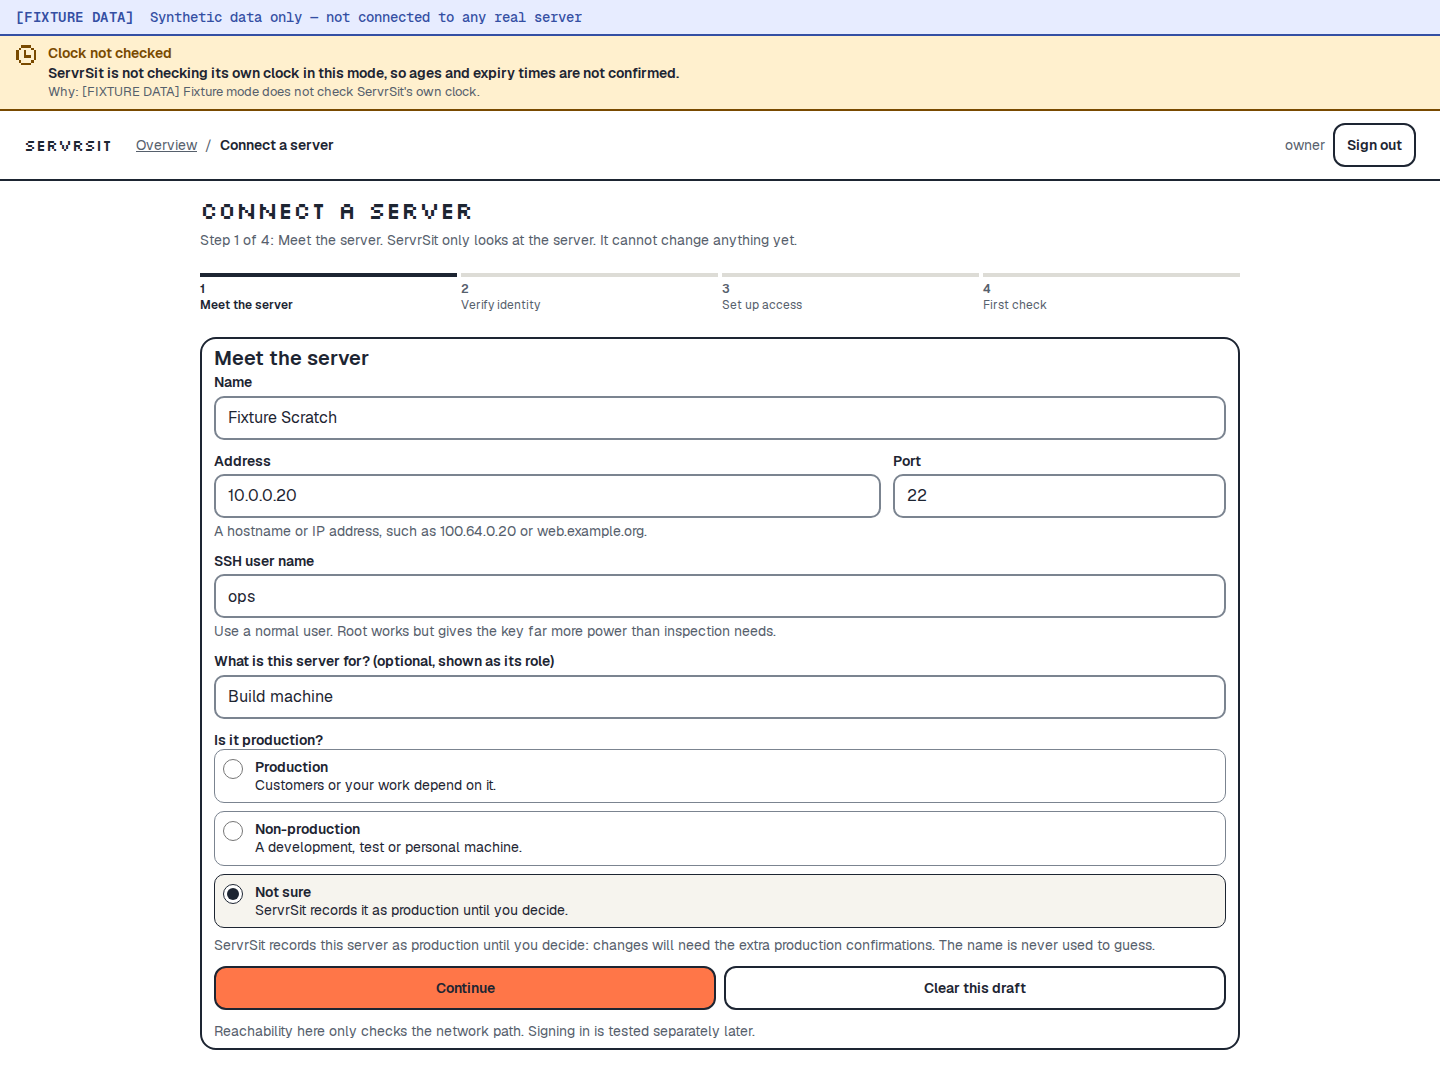 [FIXTURE DATA] Synthetic data only — not connected to any real server
Clock not checked
ServrSit is not checking its own clock in this mode, so ages and expiry times are not confirmed.
Why: [FIXTURE DATA] Fixture mode does not check ServrSit's own clock.
SERVRSIT
Overview / Connect a server
owner
Sign out
CONNECT A SERVER
Step 1 of 4: Meet the server. ServrSit only looks at the server. It cannot change anything yet.
1
Meet the server
2
Verify identity
3
Set up access
4
First check
Meet the server
Name
Fixture Scratch
Address
10.0.0.20
A hostname or IP address, such as 100.64.0.20 or web.example.org.
Port
22
SSH user name
ops
Use a normal user. Root works but gives the key far more power than inspection needs.
What is this server for? (optional, shown as its role)
Build machine
Is it production?
Production
Customers or your work depend on it.
Non-production
A development, test or personal machine.
Not sure
ServrSit records it as production until you decide.
ServrSit records this server as production until you decide: changes will need the extra production confirmations. The name is never used to guess.
Continue
Clear this draft
Reachability here only checks the network path. Signing in is tested separately later.